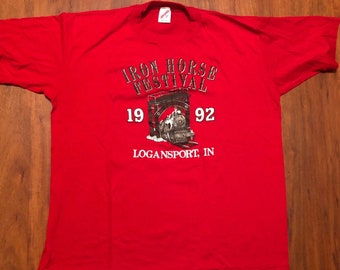 IRON HORSE
FESTIVAL
19 92
LOGANSPORT, IN